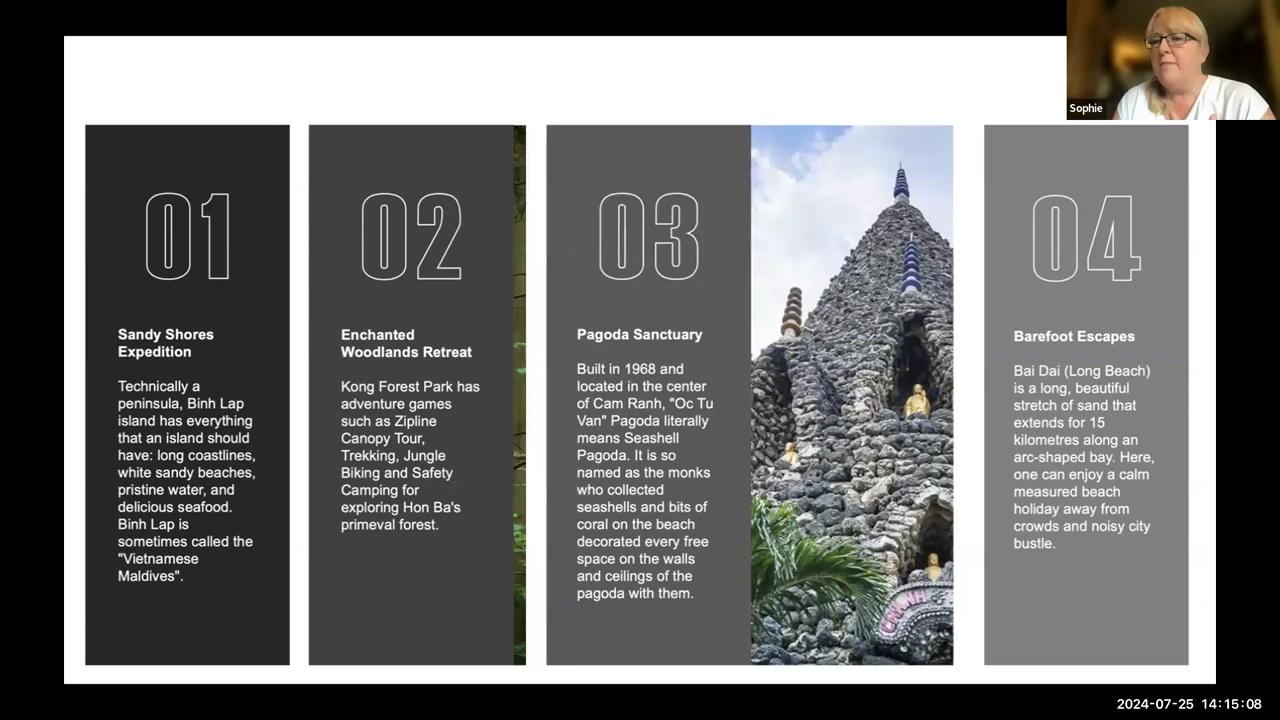 Sophie
01
Sandy Shores
Expedition
Technically a
peninsula, Binh Lap
island has everything
that an island should
have: long coastlines,
white sandy beaches,
pristine water, and
delicious seafood.
Binh Lap is
sometimes called the
"Vietnamese
Maldives".
02
Enchanted
Woodlands Retreat
Kong Forest Park has
adventure games
such as Zipline
Canopy Tour,
Trekking, Jungle
Biking and Safety
Camping for
exploring Hon Ba's
primeval forest.
03
Pagoda Sanctuary
Built in 1968 and
located in the center
of Cam Ranh, "Oc Tu
Van" Pagoda literally
means Seashell
Pagoda. It is so
named as the monks
who collected
seashells and bits of
coral on the beach
decorated every free
space on the walls
and ceilings of the
pagoda with them.
04
Barefoot Escapes
Bai Dai (Long Beach)
is a long, beautiful
stretch of sand that
extends for 15
kilometres along an
arc-shaped bay. Here,
one can enjoy a calm
measured beach
holiday away from
crowds and noisy city
bustle.
2024-07-25 14:15:08